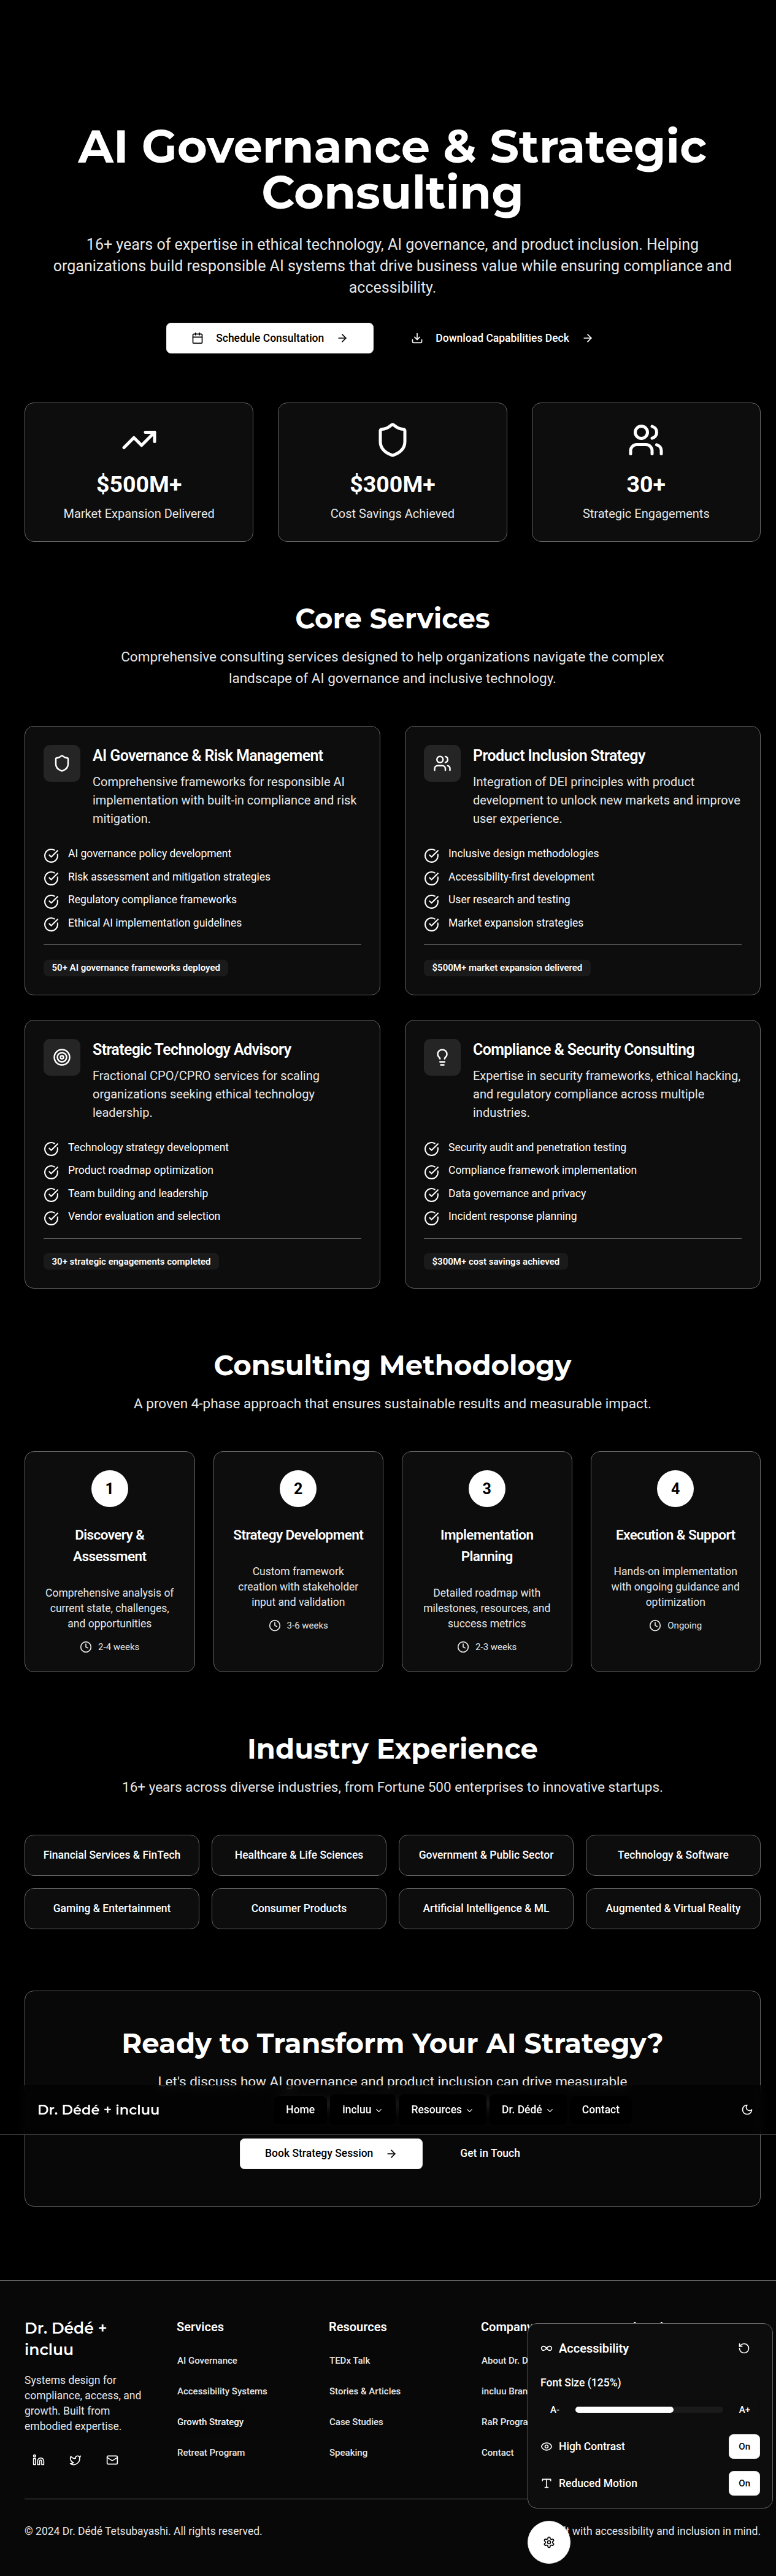 AI Governance & Strategic
Consulting
16+ years of expertise in ethical technology, AI governance, and product inclusion. Helping
organizations build responsible AI systems that drive business value while ensuring compliance and
accessibility.
Schedule Consultation
Download Capabilities Deck
$500M+
Market Expansion Delivered
$300M+
Cost Savings Achieved
30+
Strategic Engagements
Core Services
Comprehensive consulting services designed to help organizations navigate the complex
landscape of AI governance and inclusive technology.
AI Governance & Risk Management
Comprehensive frameworks for responsible AI
implementation with built-in compliance and risk
mitigation.
AI governance policy development
Risk assessment and mitigation strategies
Regulatory compliance frameworks
Ethical AI implementation guidelines
50+ AI governance frameworks deployed
Product Inclusion Strategy
Integration of DEI principles with product
development to unlock new markets and improve
user experience.
Inclusive design methodologies
Accessibility-first development
User research and testing
Market expansion strategies
$500M+ market expansion delivered
Strategic Technology Advisory
Fractional CPO/CPRO services for scaling
organizations seeking ethical technology
leadership.
Technology strategy development
Product roadmap optimization
Team building and leadership
Vendor evaluation and selection
30+ strategic engagements completed
Compliance & Security Consulting
Expertise in security frameworks, ethical hacking,
and regulatory compliance across multiple
industries.
Security audit and penetration testing
Compliance framework implementation
Data governance and privacy
Incident response planning
$300M+ cost savings achieved
Consulting Methodology
A proven 4-phase approach that ensures sustainable results and measurable impact.
1
Discovery &
Assessment
Comprehensive analysis of
current state, challenges,
and opportunities
2-4 weeks
2
Strategy Development
Custom framework
creation with stakeholder
input and validation
3-6 weeks
3
Implementation
Planning
Detailed roadmap with
milestones, resources, and
success metrics
2-3 weeks
4
Execution & Support
Hands-on implementation
with ongoing guidance and
optimization
Ongoing
Industry Experience
16+ years across diverse industries, from Fortune 500 enterprises to innovative startups.
Financial Services & FinTech
Healthcare & Life Sciences
Government & Public Sector
Technology & Software
Gaming & Entertainment
Consumer Products
Artificial Intelligence & ML
Augmented & Virtual Reality
Ready to Transform Your AI Strategy?
Let's discuss how AI governance and product inclusion can drive measurable
Dr. Dédé + incluu
Home
incluu
Resources
Dr. Dédé
Contact
Book Strategy Session
Get in Touch
Dr. Dédé +
incluu
Systems design for
compliance, access, and
growth. Built from
embodied expertise.
Services
AI Governance
Accessibility Systems
Growth Strategy
Retreat Program
Resources
TEDx Talk
Stories & Articles
Case Studies
Speaking
Company
About Dr. D
incluu Bran
RaR Progra
Contact
Accessibility
Font Size (125%)
A-
A+
High Contrast
On
Reduced Motion
On
© 2024 Dr. Dédé Tetsubayashi. All rights reserved.
with accessibility and inclusion in mind.